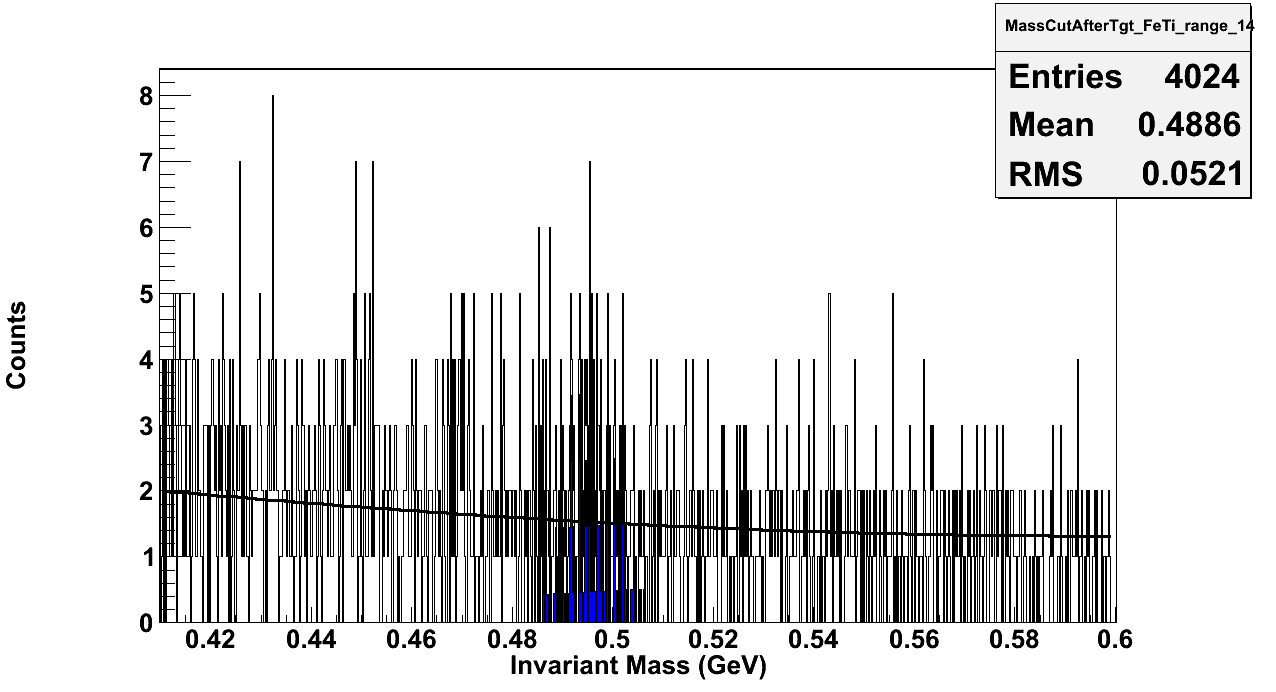 MassCutAfterTgt_FeTi_range_14
Entries 4024
Mean 0.4886
RMS 0.0521
8
7
6
5
4
3
2
1
0
Counts
0.42 0.44 0.46 0.48 0.5 0.52 0.54 0.56 0.58 0.6
Invariant Mass (GeV)